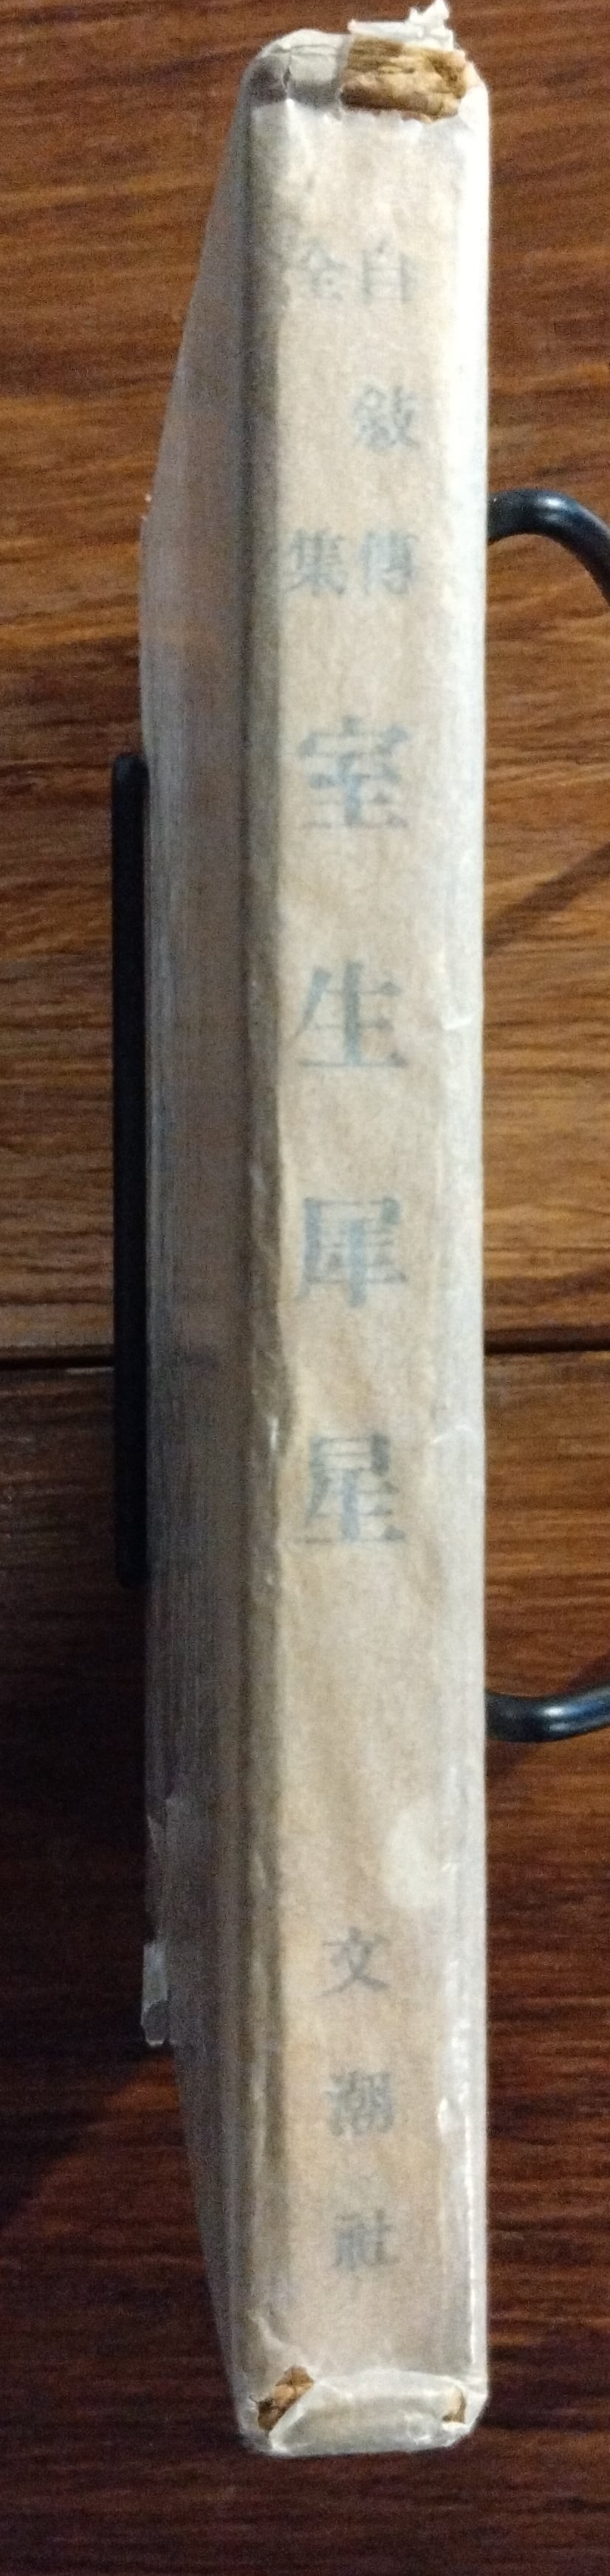 自敍傳
全集
室生犀星
文潮社